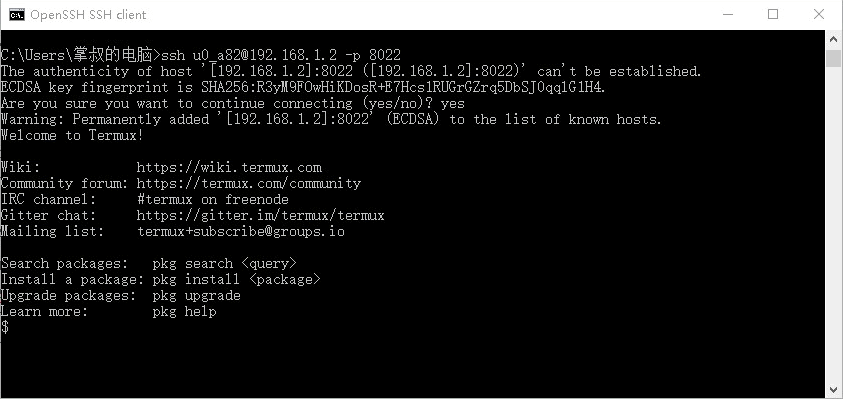 OpenSSH SSH client
C:\Users\掌叔的电脑>ssh u0_a82@192.168.1.2 -p 8022
The authenticity of host '[192.168.1.2]:8022 ([192.168.1.2]:8022)' can't be established.
ECDSA key fingerprint is SHA256:R3yM9FOwHiKDosR+E7Hcs1RUGrGZrq5DbSJ0qq1G1H4.
Are you sure you want to continue connecting (yes/no)? yes
Warning: Permanently added '[192.168.1.2]:8022' (ECDSA) to the list of known hosts.
Welcome to Termux!
Wiki:            https://wiki.termux.com
Community forum: https://termux.com/community
IRC channel:     #termux on freenode
Gitter chat:     https://gitter.im/termux/termux
Mailing list:    termux+subscribe@groups.io
Search packages:   pkg search <query>
Install a package: pkg install <package>
Upgrade packages:  pkg upgrade
Learn more:        pkg help
$